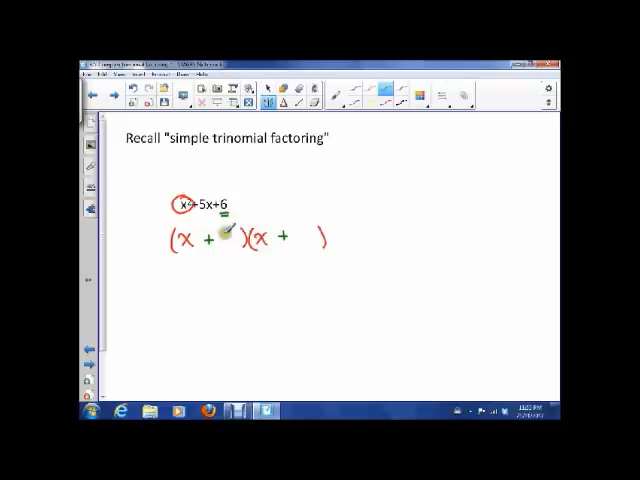 Recall "simple trinomial factoring"
x²+5x+6
(x + )(x + )